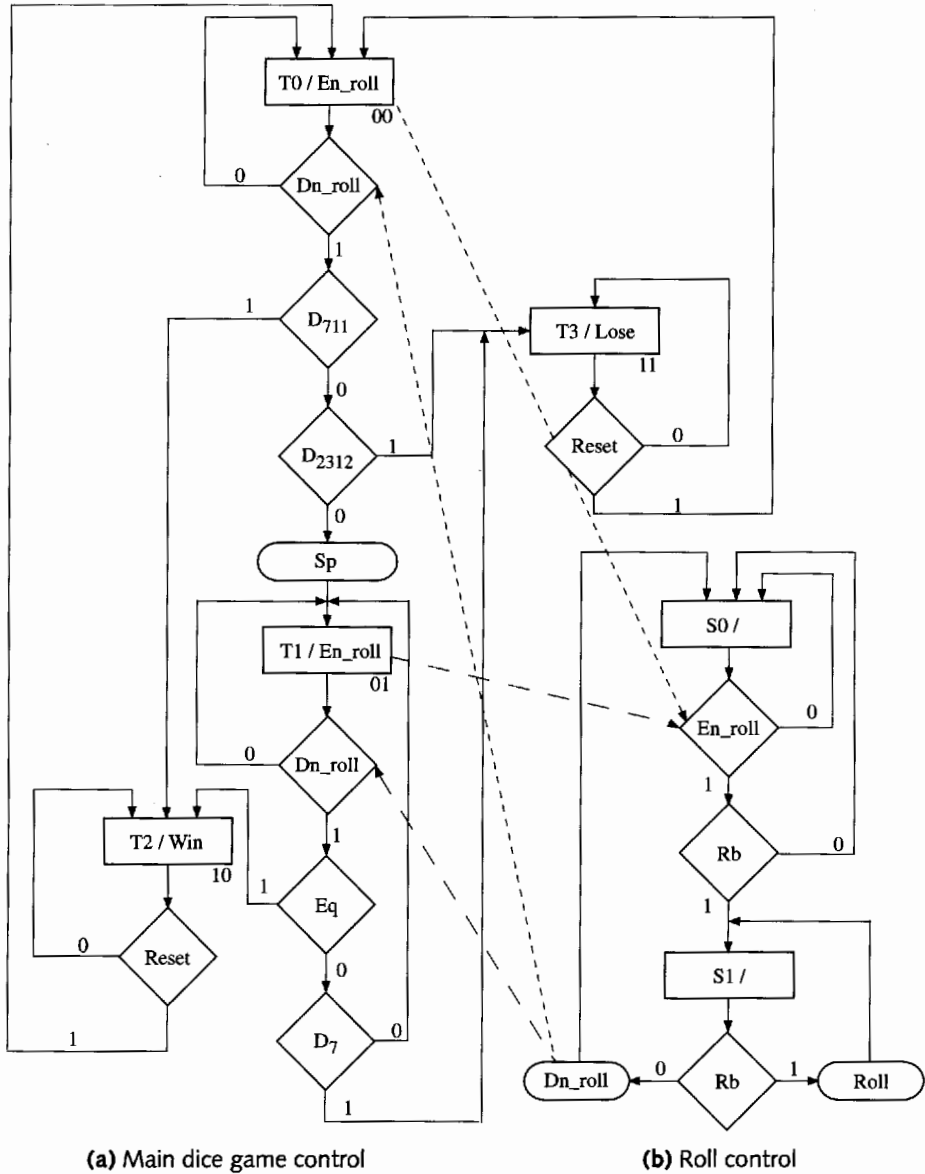 T0 / En_roll
00
0
Dn_roll
1
1
D711
0
D2312
1
0
Sp
T1 / En_roll
01
0
Dn_roll
1
T2 / Win
10
1
Eq
0
Reset
0
D7
0
1
1
T3 / Lose
11
Reset
0
1
S0 /
En_roll
0
1
Rb
0
1
S1 /
Dn_roll
0
Rb
1
Roll
(a) Main dice game control
(b) Roll control